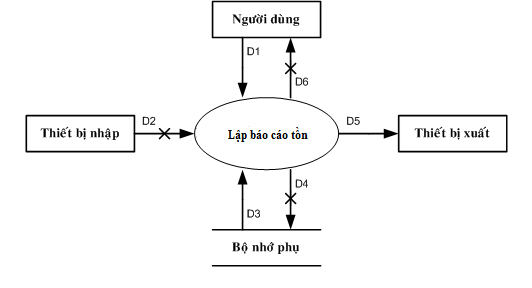 Người dùng
D1
D6
D2
D5
Thiết bị nhập
Lập báo cáo tồn
Thiết bị xuất
D4
D3
Bộ nhớ phụ